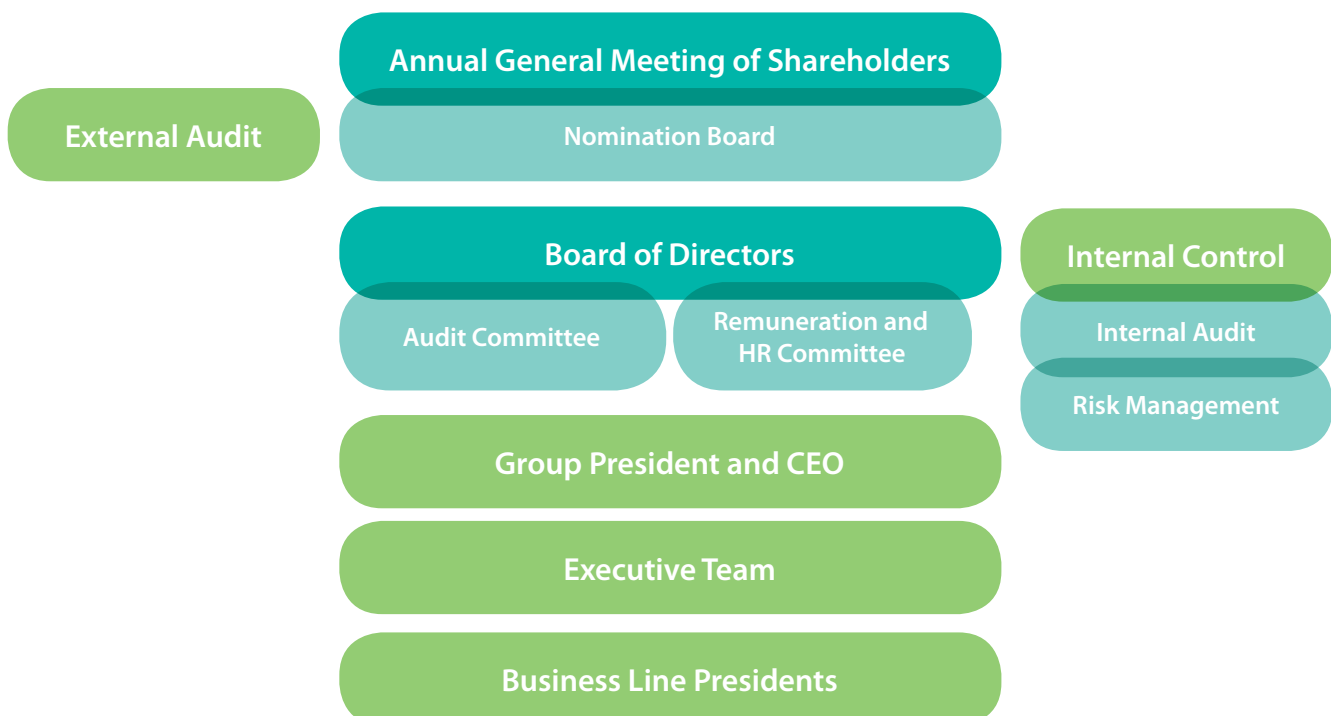 Annual General Meeting of Shareholders
External Audit
Nomination Board
Board of Directors
Internal Control
Audit Committee
Remuneration and
HR Committee
Internal Audit
Risk Management
Group President and CEO
Executive Team
Business Line Presidents